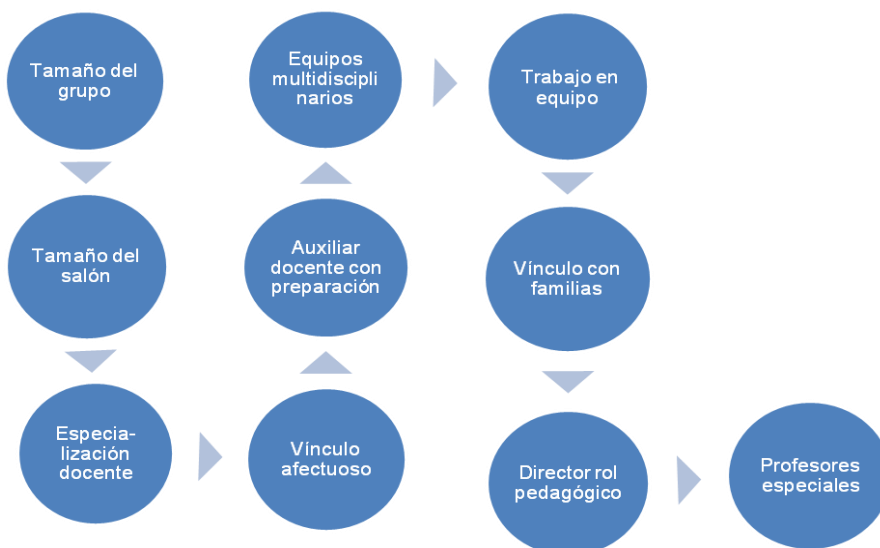 Tamaño del
grupo
Tamaño del
salón
Especia-
lización
docente
Vínculo
afectuoso
Auxiliar
docente con
preparación
Equipos
multidiscipli
narios
Trabajo en
equipo
Vínculo con
familias
Director rol
pedagógico
Profesores
especiales